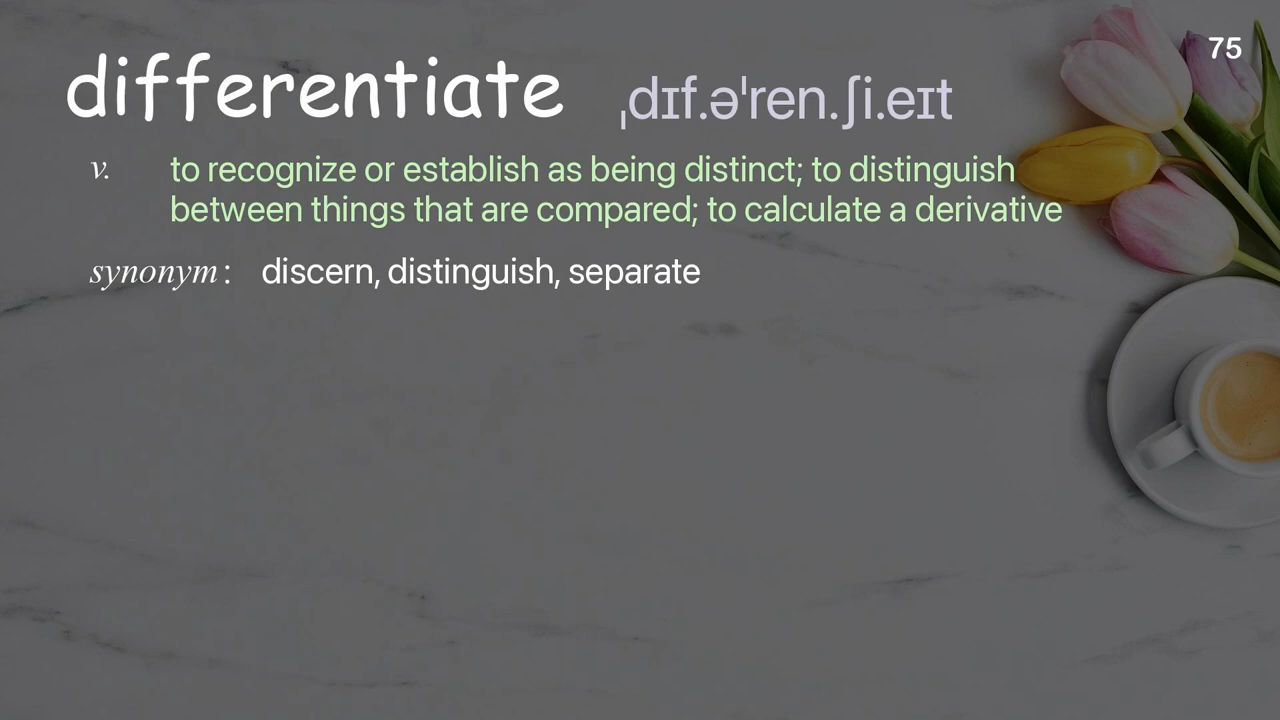 75
differentiate ˌdɪf.əˈren.ʃi.eɪt
v. to recognize or establish as being distinct; to distinguish
between things that are compared; to calculate a derivative
synonym : discern, distinguish, separate